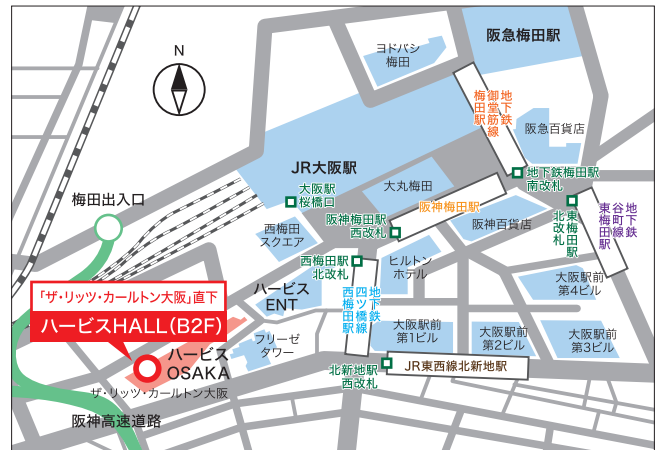 阪急梅田駅
ヨドバシ
梅田
N
地下鉄
御堂筋線
梅田駅
阪急百貨店
JR大阪駅
地下鉄梅田駅
南改札
大阪駅
桜橋口
大丸梅田
梅田出入口
阪神梅田駅
阪神梅田駅
西改札
阪神百貨店
東梅田駅
北改札
地下鉄
谷町線
東梅田駅
西梅田
スクエア
西梅田駅
北改札
ヒルトン
ホテル
ハービス
ENT
大阪駅前
第4ビル
「ザ・リッツ・カールトン大阪」直下
ハービスHALL(B2F)
地下鉄
四ツ橋線
西梅田駅
大阪駅前
第1ビル
大阪駅前
第2ビル
大阪駅前
第3ビル
フリーゼ
タワー
ハービス
OSAKA
北新地駅
西改札
JR東西線北新地駅
ザ・リッツ・カールトン大阪
阪神高速道路